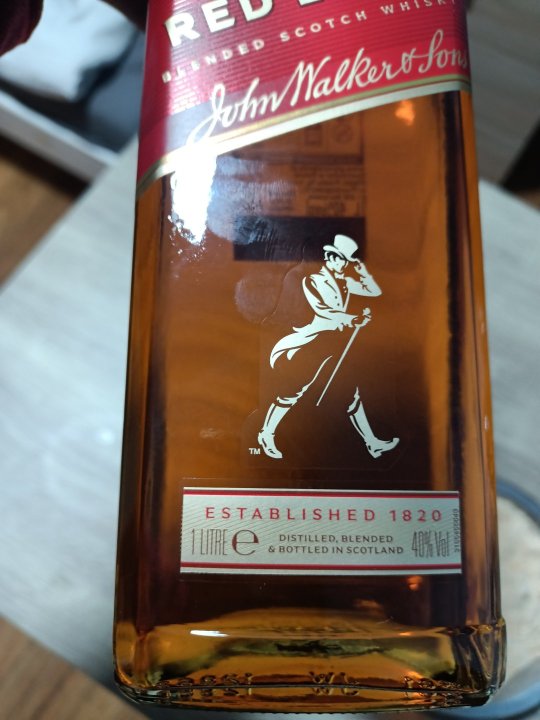 RED
BLENDED SCOTCH WHISKY
John Walker & Sons
TM
ESTABLISHED 1820
1 LITRE e
DISTILLED, BLENDED
& BOTTLED IN SCOTLAND
40% Vol